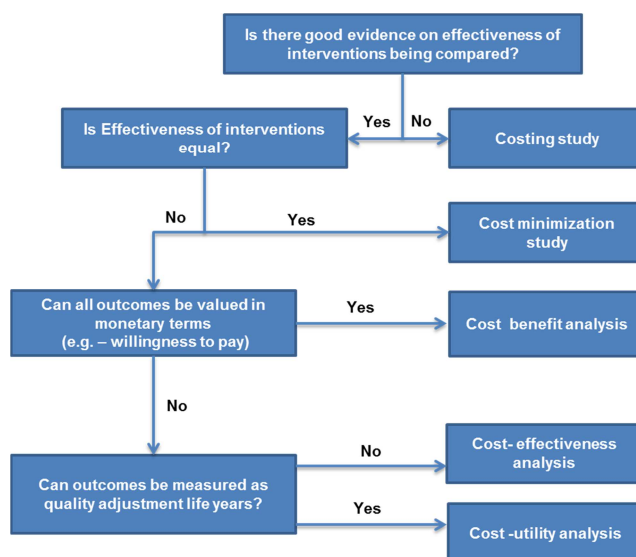 Is there good evidence on effectiveness of
interventions being compared?
Yes
No
Is Effectiveness of interventions
equal?
Costing study
No
Yes
Cost minimization
study
Can all outcomes be valued in
monetary terms
(e.g. – willingness to pay)
Yes
Cost benefit analysis
No
Can outcomes be measured as
quality adjustment life years?
No
Cost- effectiveness
analysis
Yes
Cost -utility analysis